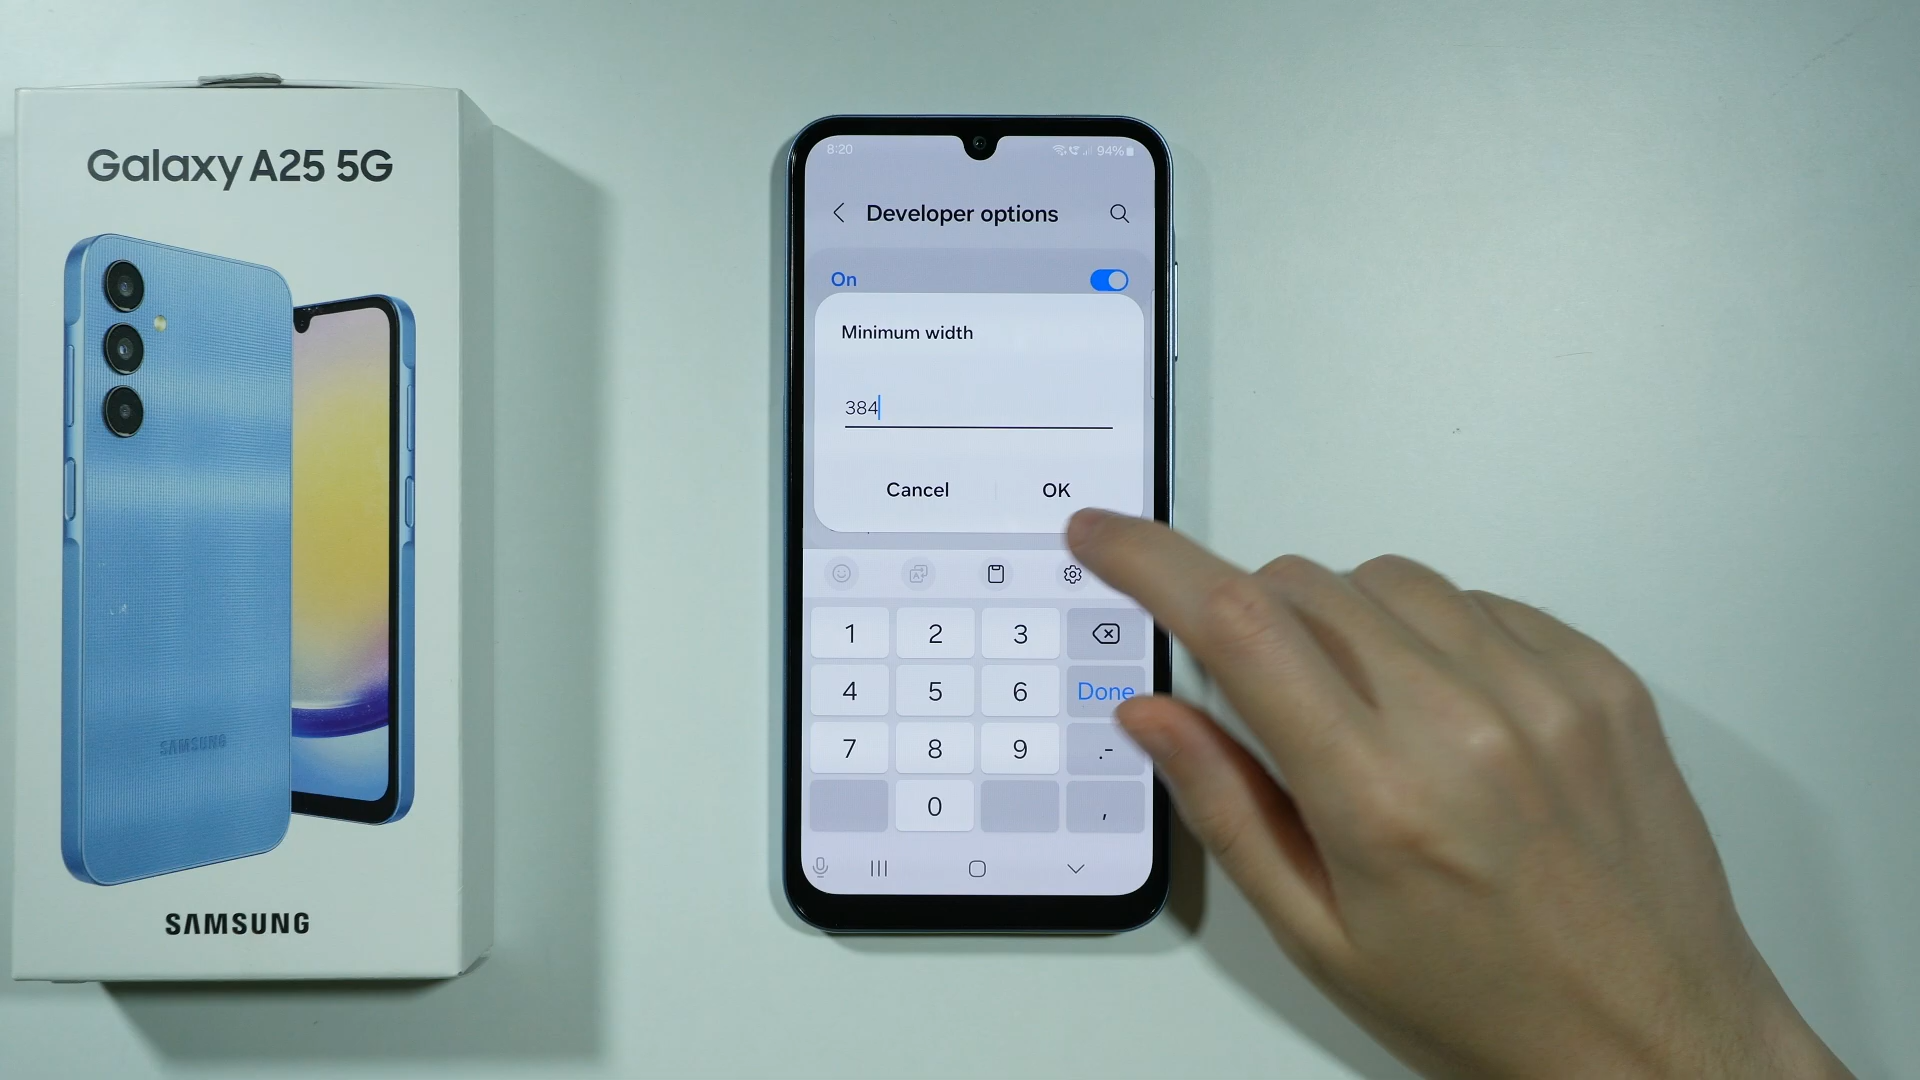 Galaxy A25 5G
SAMSUNG
SAMSUNG
8:20
94%
Developer options
On
Minimum width
384
Cancel
OK
1 2 3
4 5 6 Done
7 8 9 .-
0 ,